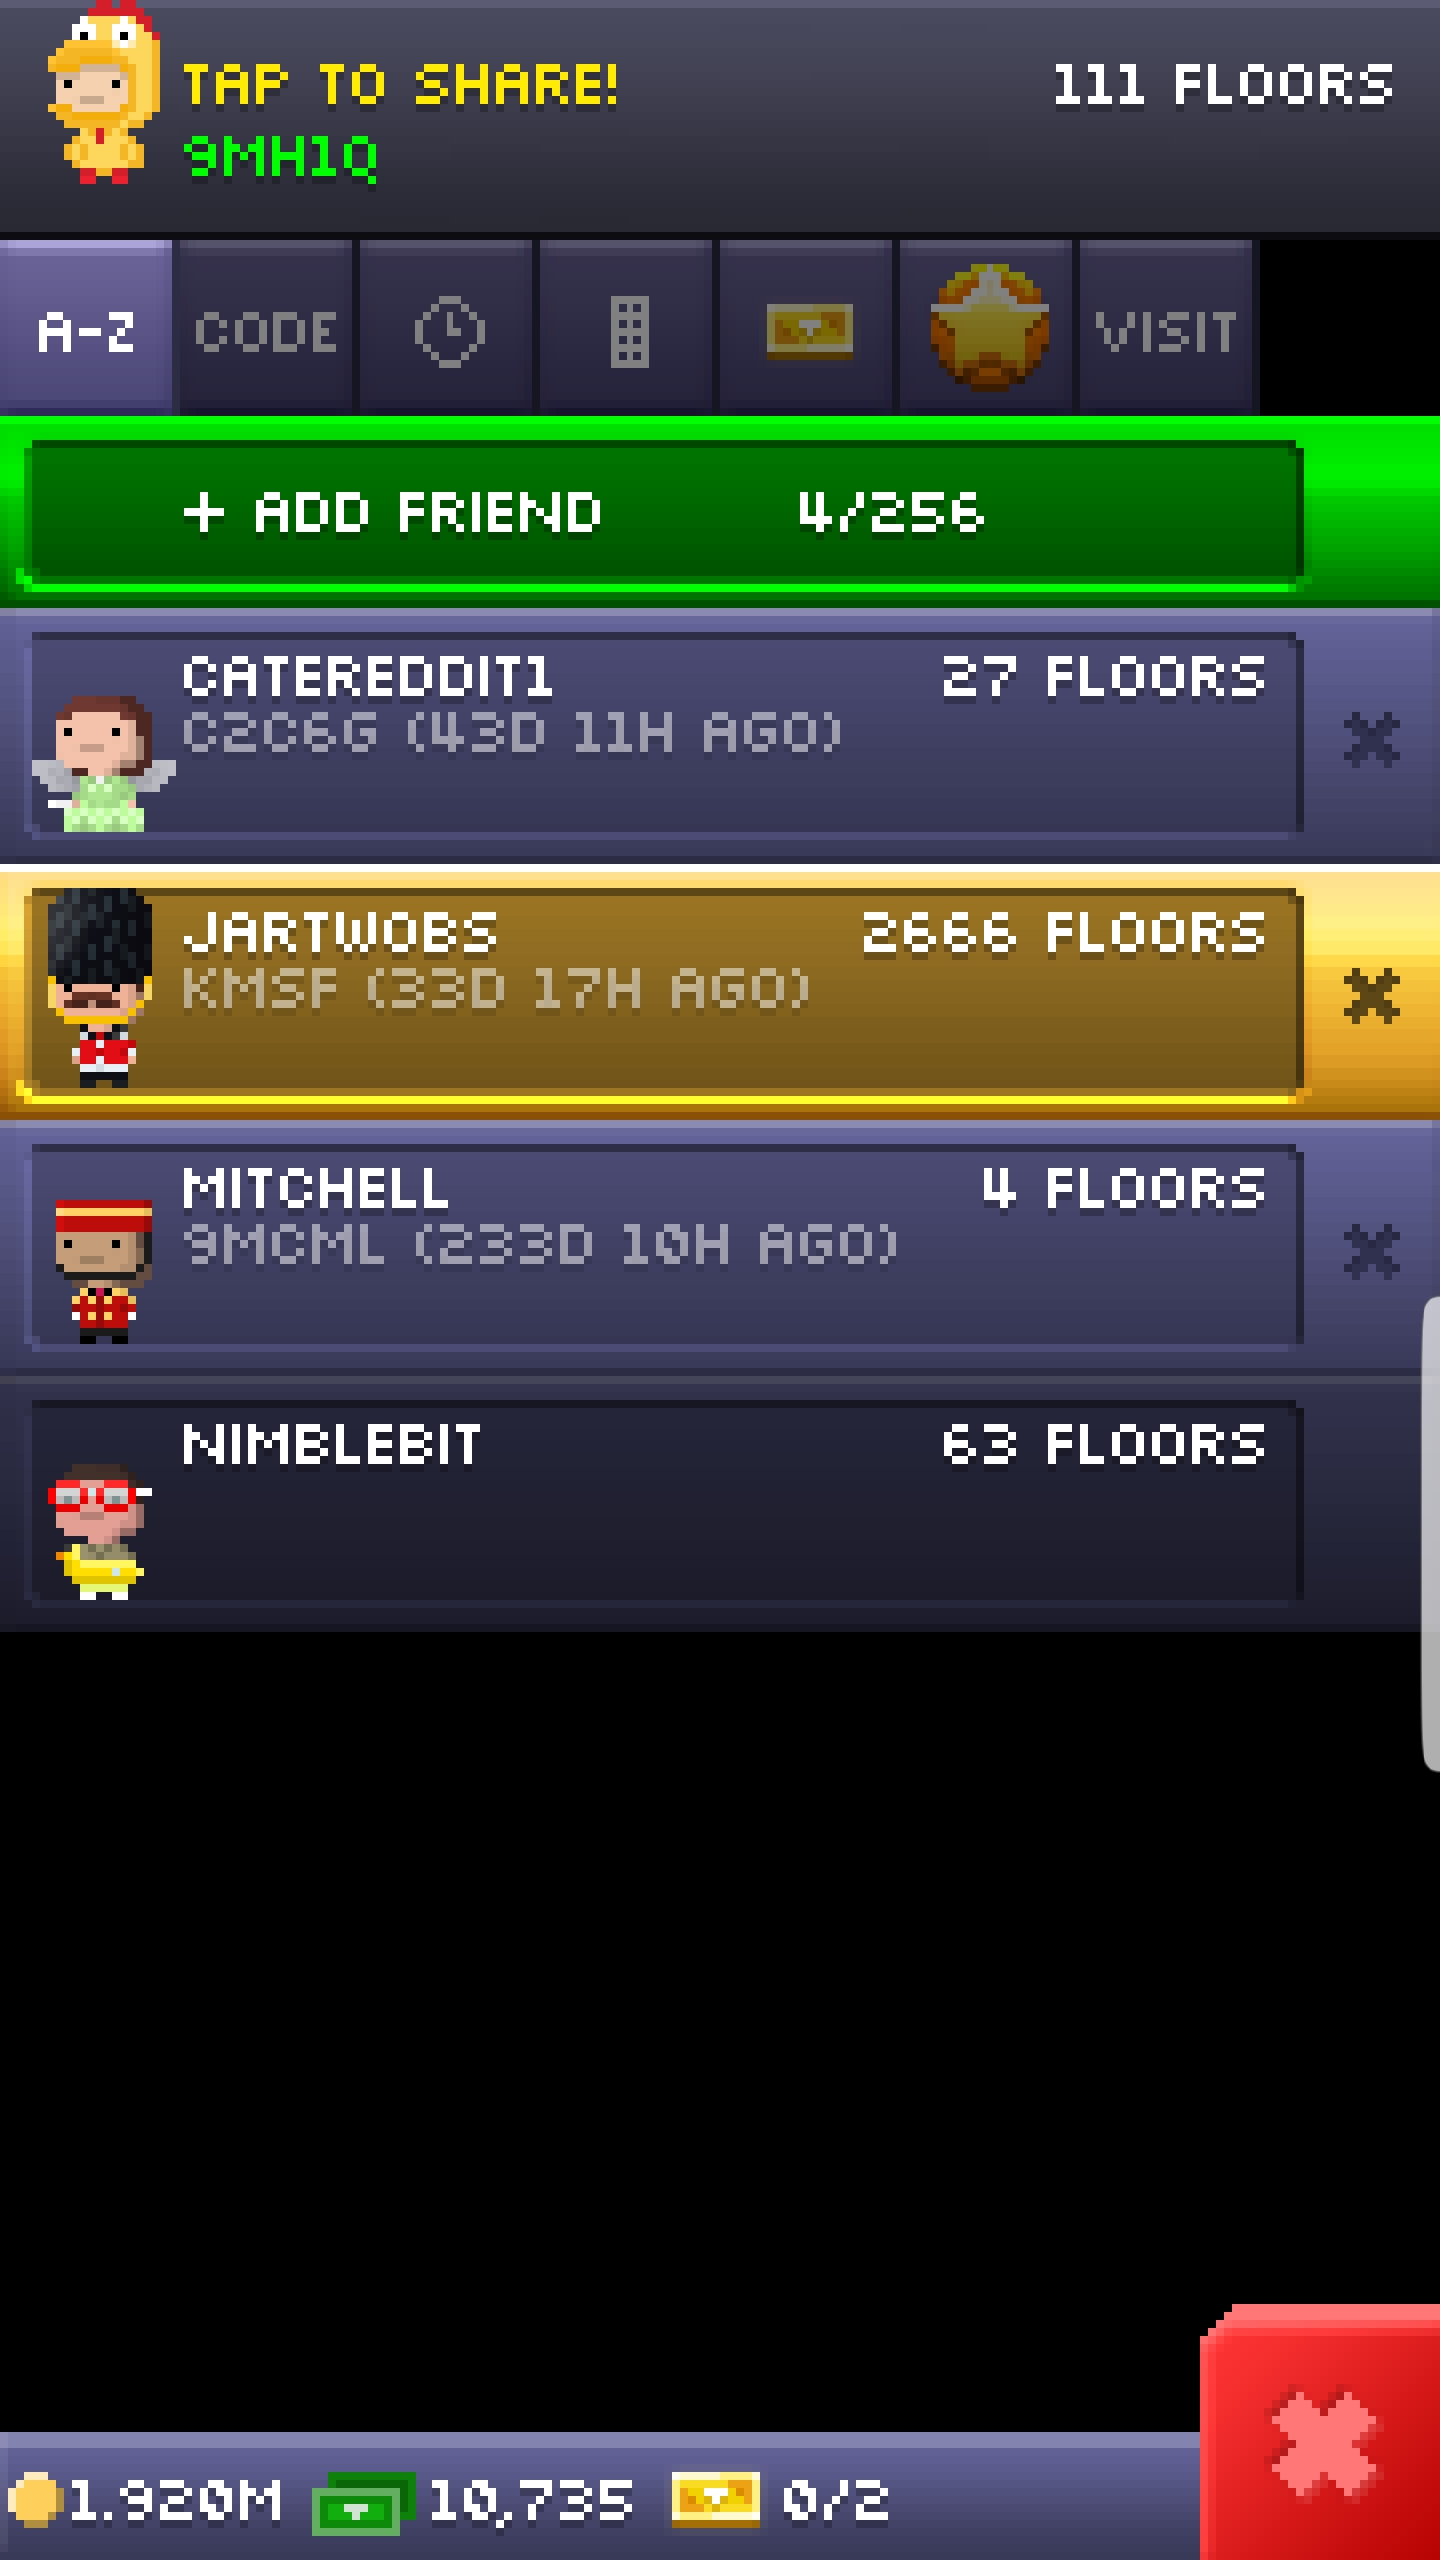 TAP TO SHARE! 111 FLOORS
9MH1Q
A-Z CODE VISIT
+ ADD FRIEND 4/256
CATEREDDIT1 27 FLOORS
C2C6G (43D 11H AGO)
JARTWOBS 2666 FLOORS
KMSF (33D 17H AGO)
MITCHELL 4 FLOORS
9MCML (233D 10H AGO)
NIMBLEBIT 63 FLOORS
1.920M 10,735 0/2